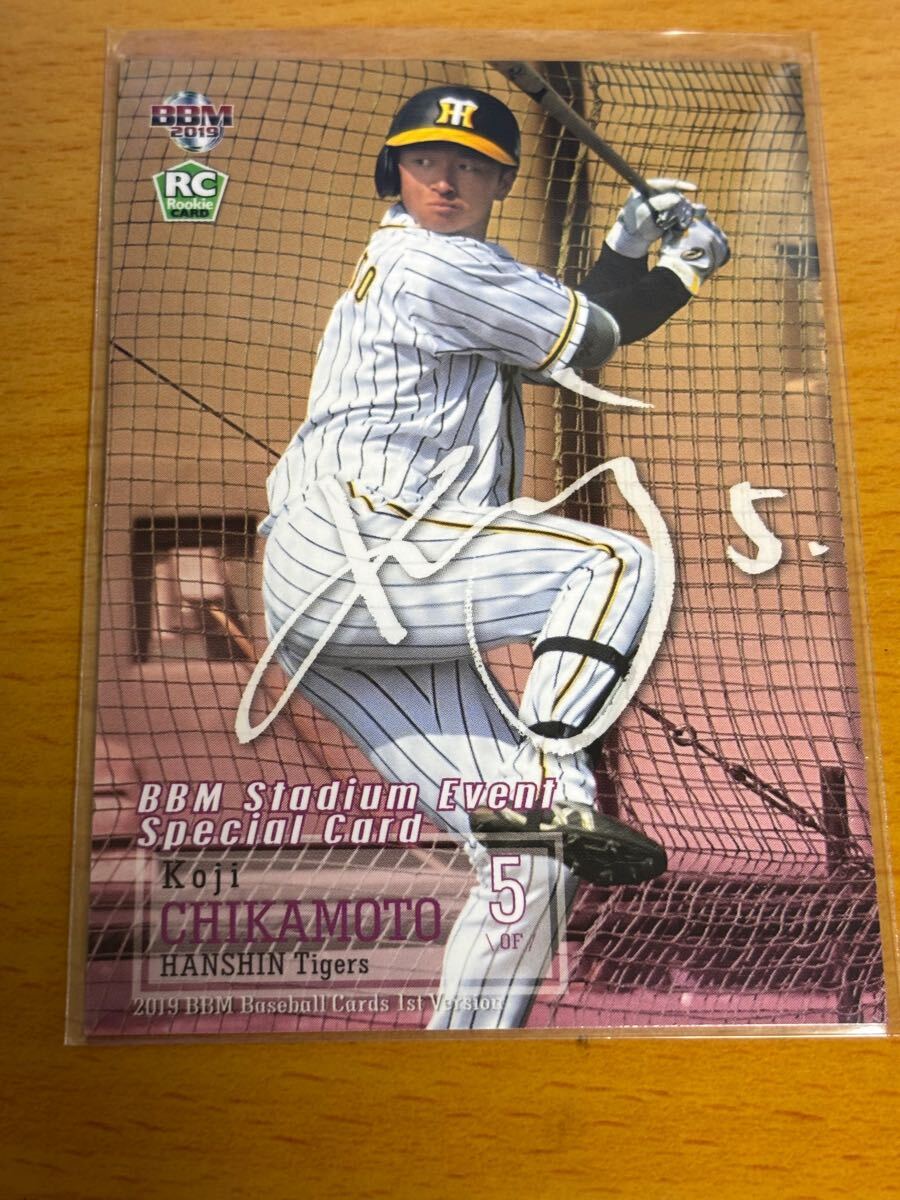 BBM
2019
RC
Rookie
CARD
TO
5.
BBM Stadium Event
Special Card
Koji
CHIKAMOTO
HANSHIN Tigers
5
OF
2019 BBM Baseball Cards 1st Version